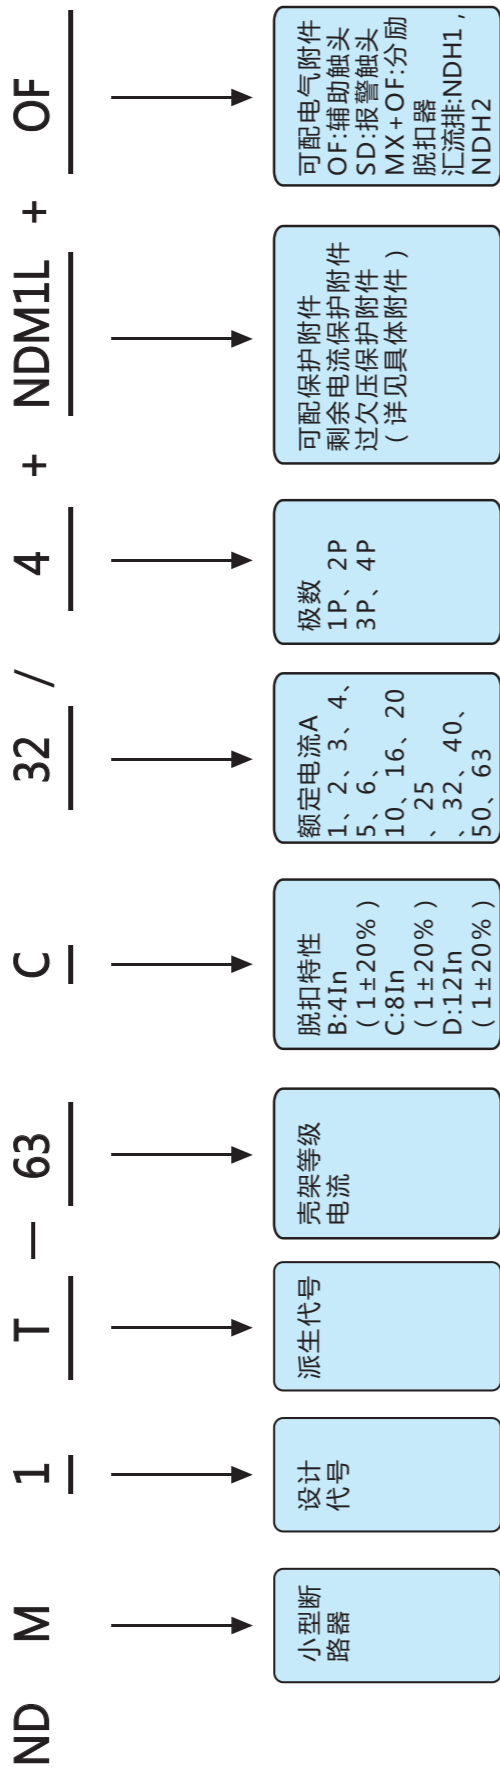 ND M 1 T — 63 C 32 / 4 + NDM1L + OF
小型断
路器
设计
代号
派生代号
壳架等级
电流
脱扣特性
B:4In
(1±20%)
C:8In
(1±20%)
D:12In
(1±20%)
额定电流A
1、2、3、4、
5、6、
10、16、20
、25
、32、40、
50、63
极数
1P、2P
3P、4P
可配保护附件
剩余电流保护附件
过欠压保护附件
(详见具体附件)
可配电气附件
OF:辅助触头
SD:报警触头
MX+OF:分励
脱扣器
汇流排:NDH1,
NDH2